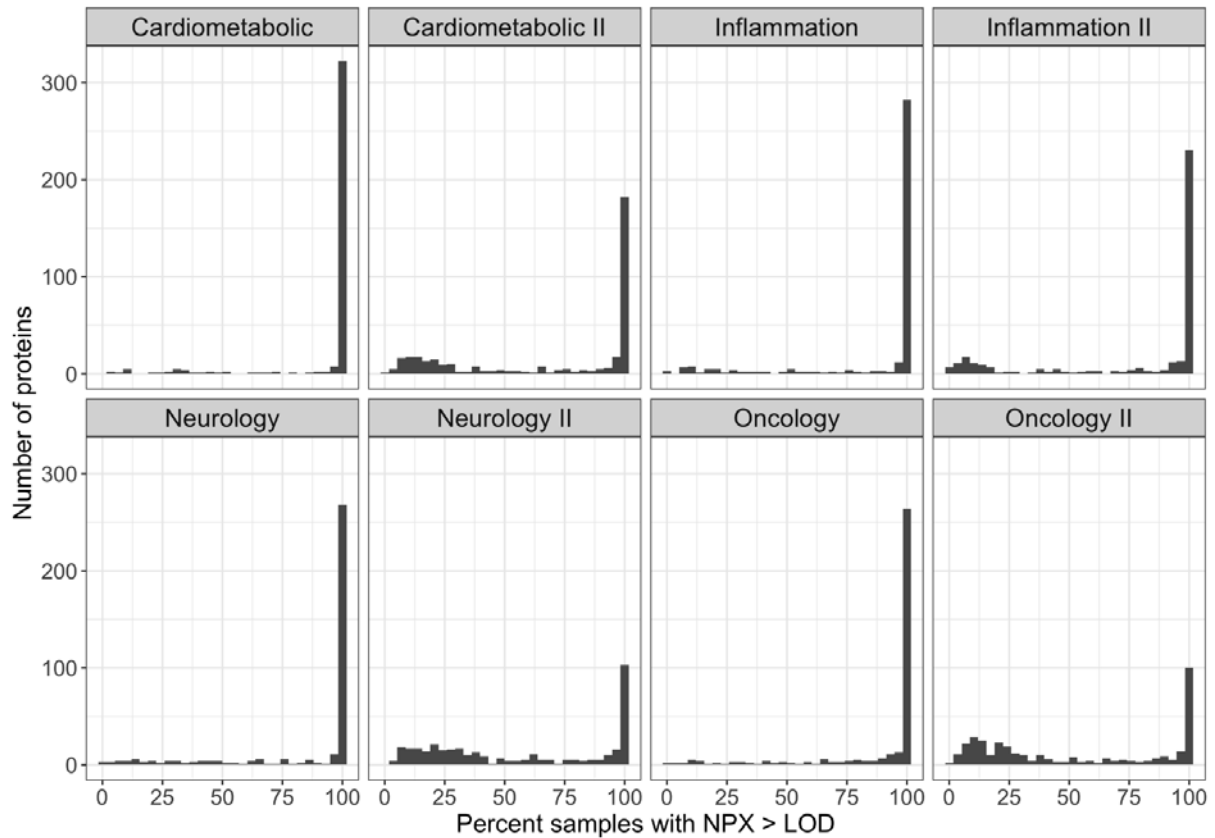 Cardiometabolic
Cardiometabolic II
Inflammation
Inflammation II
300
200
100
0
Neurology
Neurology II
Oncology
Oncology II
300
200
100
0
0 25 50 75 100
0 25 50 75 100
0 25 50 75 100
0 25 50 75 100
Number of proteins
Percent samples with NPX > LOD